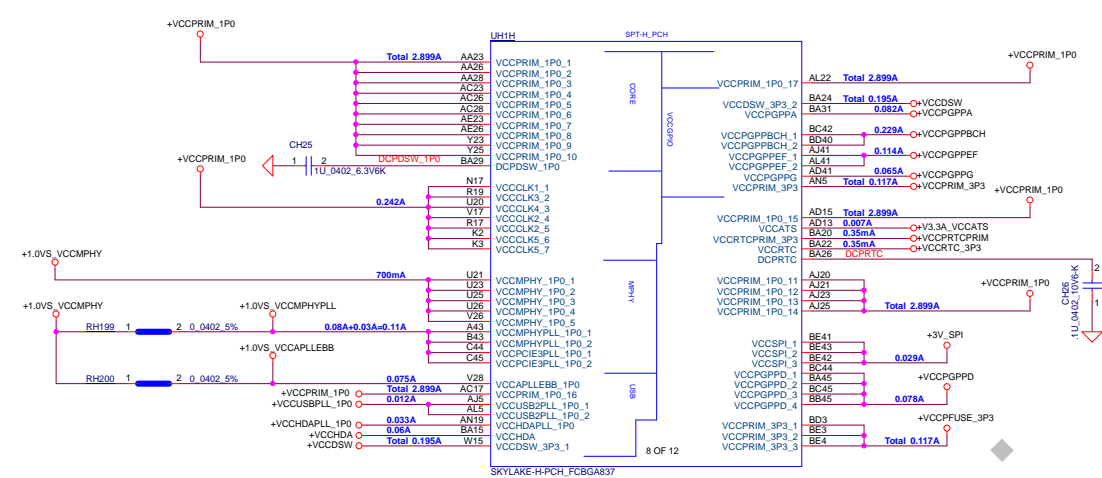 +VCCPRIM_1P0
UH1H
SPT-H_PCH
Total 2.899A AA23 VCCPRIM_1P0_1
AA26 VCCPRIM_1P0_2
AA28 VCCPRIM_1P0_3
AC23 VCCPRIM_1P0_4
AC26 VCCPRIM_1P0_5
AC28 VCCPRIM_1P0_6
AE23 VCCPRIM_1P0_7
AE26 VCCPRIM_1P0_8
Y23 VCCPRIM_1P0_9
Y25 VCCPRIM_1P0_10
CH25
1 2 DCPDSW_1P0 BA29 DCPDSW_1P0
1U_0402_6.3V6K
+VCCPRIM_1P0
N17 VCCCLK1_1
R19 VCCCLK3_2
0.242A U20 VCCCLK4_3
V17 VCCCLK2_4
R17 VCCCLK2_5
K2 VCCCLK5_6
K3 VCCCLK5_7
+1.0VS_VCCMPHY
700mA U21 VCCMPHY_1P0_1
U23 VCCMPHY_1P0_2
U25 VCCMPHY_1P0_3
U26 VCCMPHY_1P0_4
V26 VCCMPHY_1P0_5
+1.0VS_VCCMPHY
+1.0VS_VCCMPHYPLL
RH199 1 2 0_0402_5% 0.08A+0.03A=0.11A A43 VCCMPHYPLL_1P0_1
B43 VCCMPHYPLL_1P0_2
C44 VCCPCIE3PLL_1P0_1
C45 VCCPCIE3PLL_1P0_2
+1.0VS_VCCAPLLEBB
RH200 1 2 0_0402_5% 0.075A V28 VCCAPLLEBB_1P0
+VCCPRIM_1P0 Total 2.899A AC17 VCCPRIM_1P0_16
+VCCUSBPLL_1P0 0.012A AJ5 VCCUSB2PLL_1P0_1
AL5 VCCUSB2PLL_1P0_2
+VCCHDAPLL_1P0 0.033A AN19 VCCHDAPLL_1P0
+VCCHDA 0.06A BA15 VCCHDA
+VCCDSW Total 0.195A W15 VCCDSW_3P3_1
CORE
VCCGPIO
MPHY
USB
8 OF 12
SKYLAKE-H-PCH_FCBGA837
+VCCPRIM_1P0
VCCPRIM_1P0_17 AL22 Total 2.899A
VCCDSW_3P3_2 BA24 Total 0.195A +VCCDSW
VCCPGPPA BA31 0.082A +VCCPGPPA
VCCPGPPBCH_1 BC42 0.229A +VCCPGPPBCH
VCCPGPPBCH_2 BD40
VCCPGPPEF_1 AJ41 0.114A +VCCPGPPEF
VCCPGPPEF_2 AL41
VCCPGPPG AD41 0.065A +VCCPGPPG
VCCPRIM_3P3 AN5 Total 0.117A +VCCPRIM_3P3
+VCCPRIM_1P0
VCCPRIM_1P0_15 AD15 Total 2.899A
VCCATS AD13 0.007A +V3.3A_VCCATS
VCCRTCPRIM_3P3 BA20 0.35mA +VCCPRTCPRIM
VCCRTC BA22 0.35mA +VCCRTC_3P3
DCPRTC BA26 DCPRTC
2
CH26
.1U_0402_10V6-K
1
+VCCPRIM_1P0
VCCPRIM_1P0_11 AJ20
VCCPRIM_1P0_12 AJ21
VCCPRIM_1P0_13 AJ23
VCCPRIM_1P0_14 AJ25 Total 2.899A
+3V_SPI
VCCSPI_1 BE41
VCCSPI_2 BE43
VCCSPI_3 BE42 0.029A
+VCCPGPPD
VCCPGPPD_1 BC44
VCCPGPPD_2 BA45
VCCPGPPD_3 BC45
VCCPGPPD_4 BB45 0.078A
+VCCPFUSE_3P3
VCCPRIM_3P3_1 BD3
VCCPRIM_3P3_2 BE3
VCCPRIM_3P3_3 BE4 Total 0.117A